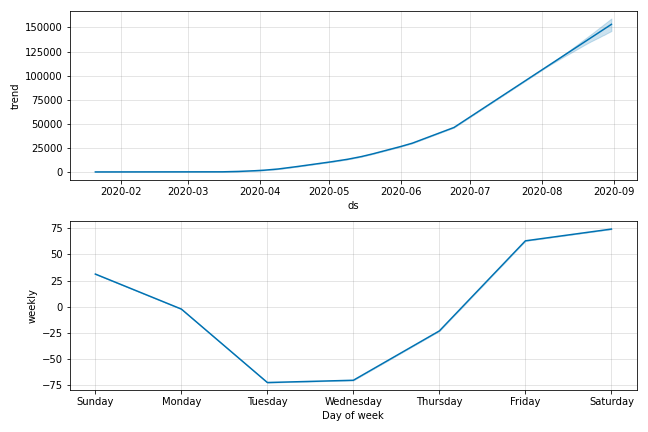 150000
125000
100000
75000
50000
25000
0
trend
2020-02 2020-03 2020-04 2020-05 2020-06 2020-07 2020-08 2020-09
ds
75
50
25
0
−25
−50
−75
weekly
Sunday Monday Tuesday Wednesday Thursday Friday Saturday
Day of week